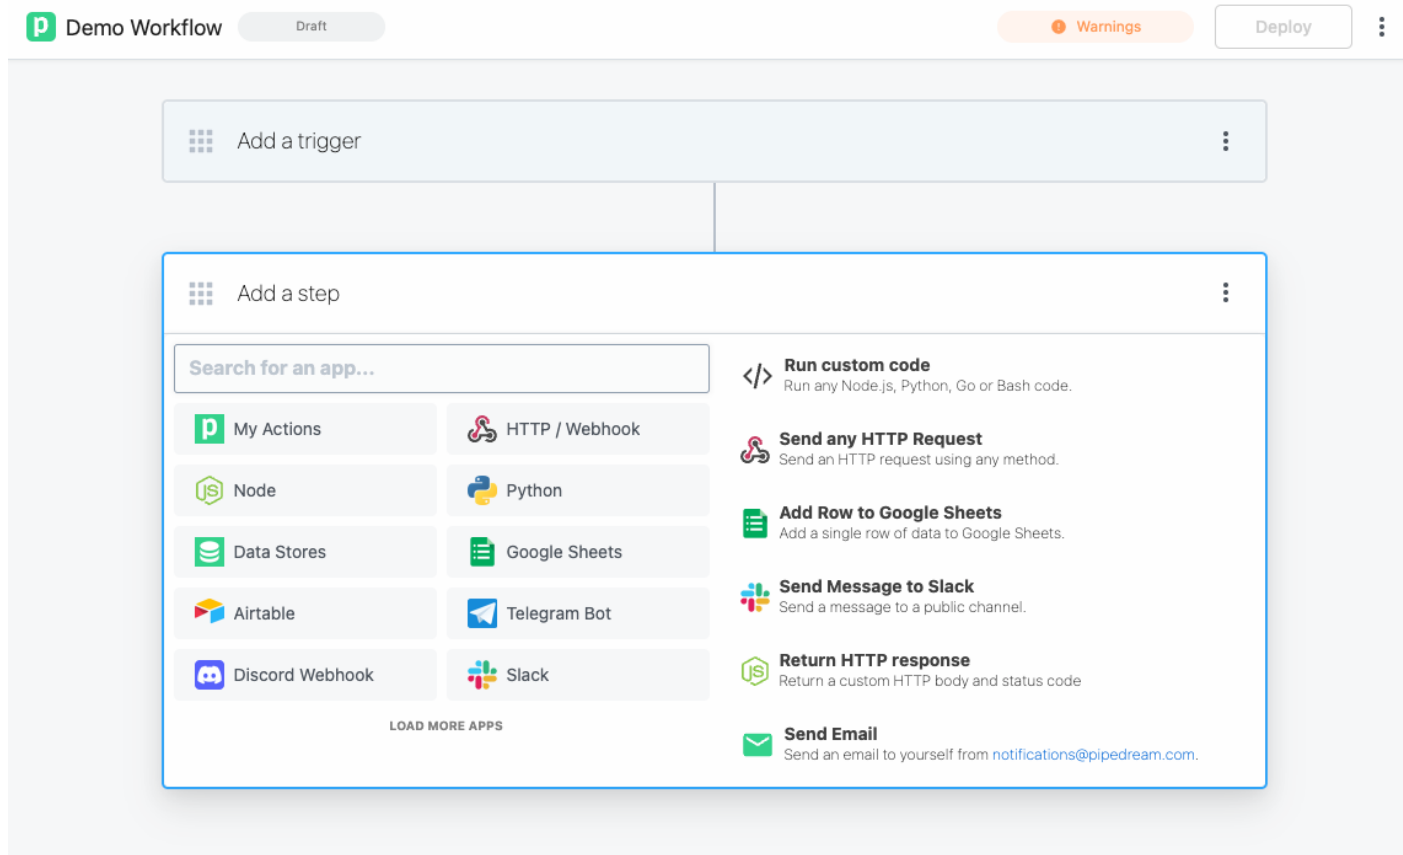 Demo Workflow
Draft
Warnings
Deploy
Add a trigger
Add a step
Search for an app...
My Actions
HTTP / Webhook
Node
Python
Data Stores
Google Sheets
Airtable
Telegram Bot
Discord Webhook
Slack
LOAD MORE APPS
Run custom code
Run any Node.js, Python, Go or Bash code.
Send any HTTP Request
Send an HTTP request using any method.
Add Row to Google Sheets
Add a single row of data to Google Sheets.
Send Message to Slack
Send a message to a public channel.
Return HTTP response
Return a custom HTTP body and status code
Send Email
Send an email to yourself from notifications@pipedream.com.